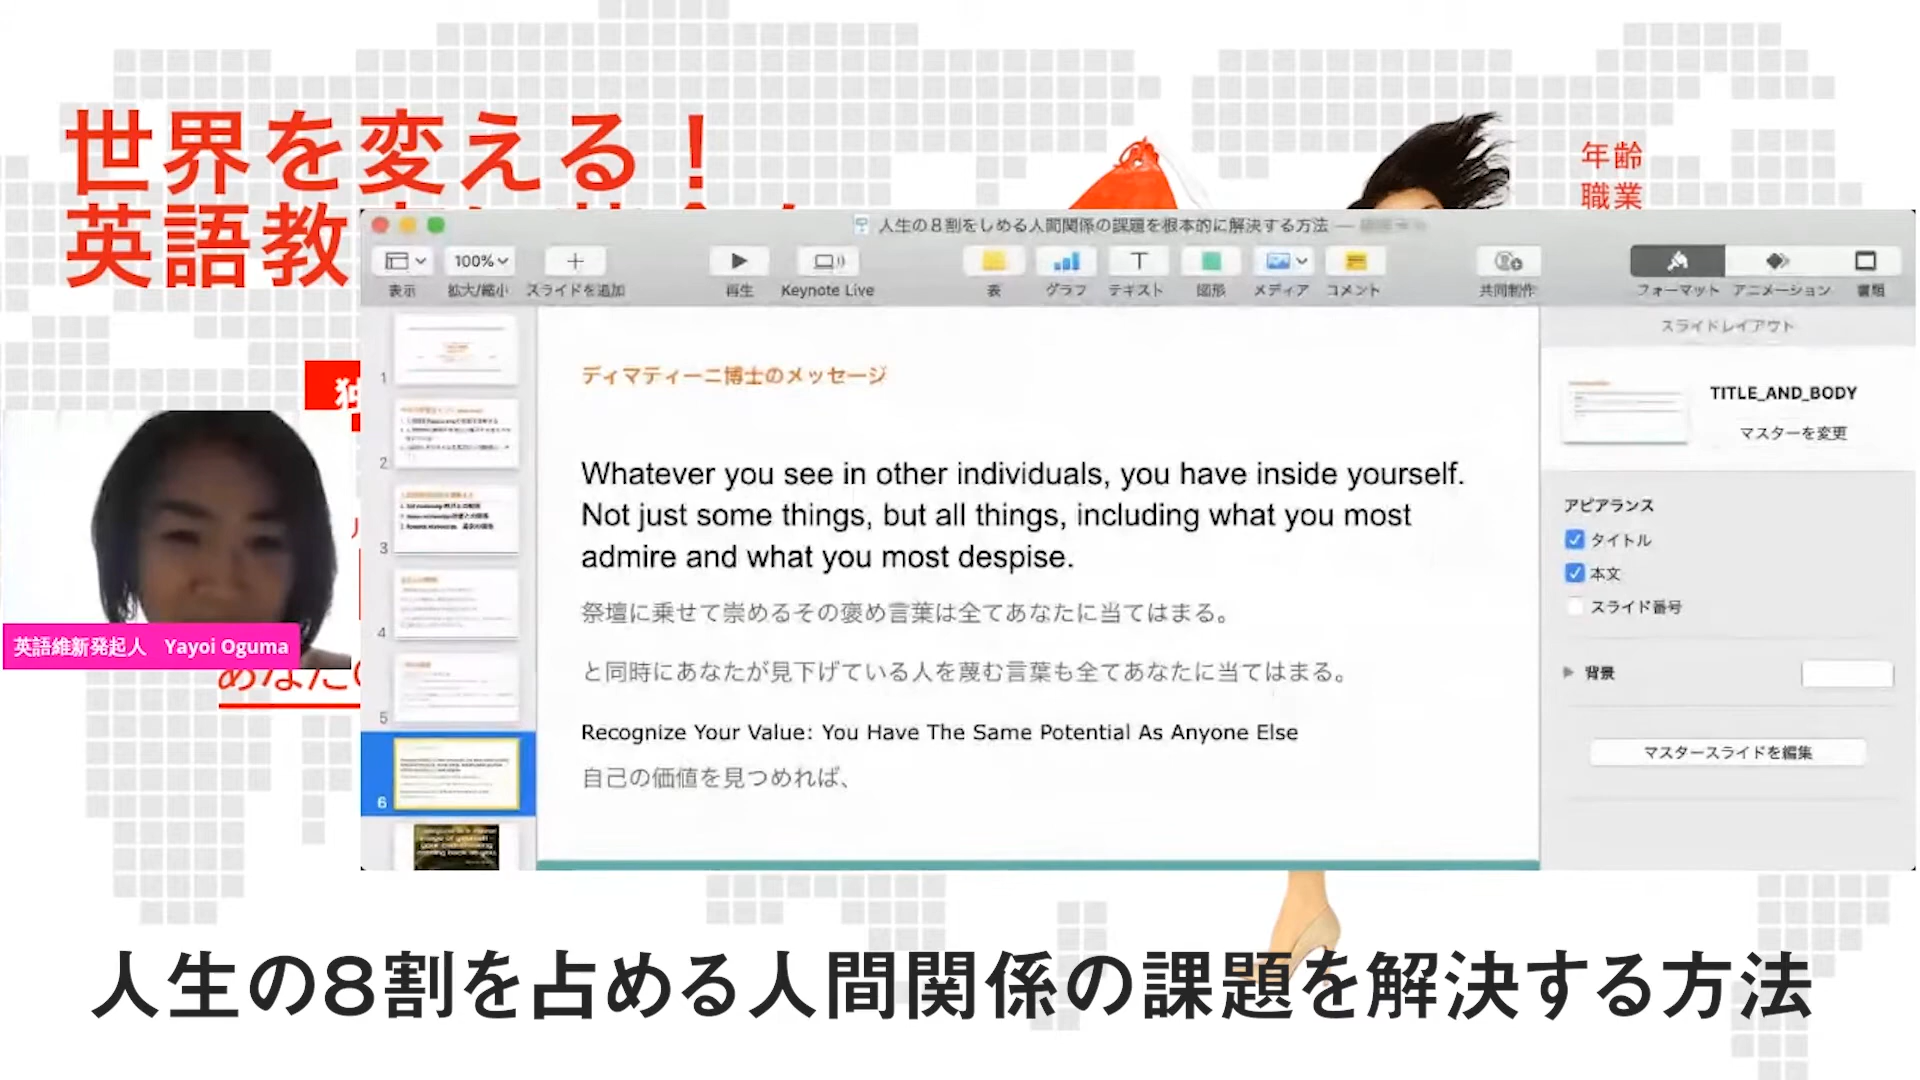 世界を変える！
英語教
年齢
職業
人生の８割をしめる人間関係の課題を根本的に解決する方法 —
100%
表示
拡大/縮小
スライドを追加
再生
Keynote Live
表
グラフ
テキスト
図形
メディア
コメント
共同制作
フォーマット
アニメーション
書類
スライドレイアウト
TITLE_AND_BODY
マスターを変更
アピアランス
タイトル
本文
スライド番号
背景
マスタースライドを編集
1
2
3
4
5
6
ディマティーニ博士のメッセージ
Whatever you see in other individuals, you have inside yourself.
Not just some things, but all things, including what you most
admire and what you most despise.
祭壇に乗せて崇めるその褒め言葉は全てあなたに当てはまる。
と同時にあなたが見下げている人を蔑む言葉も全てあなたに当てはまる。
Recognize Your Value: You Have The Same Potential As Anyone Else
自己の価値を見つめれば、
独
英語維新発起人 Yayoi Oguma
あなた
人生の８割を占める人間関係の課題を解決する方法